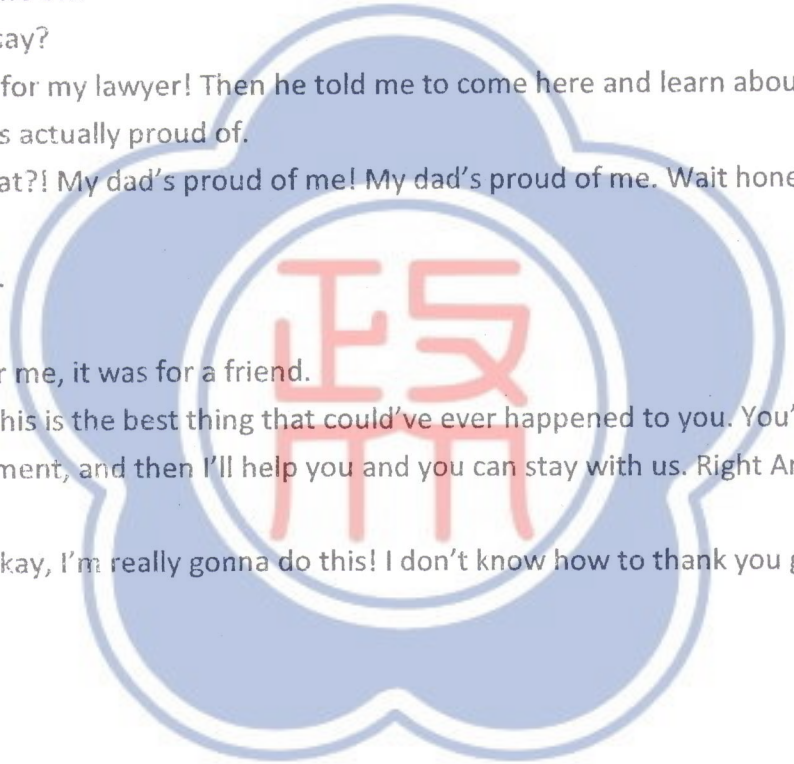 say?
for my lawyer! Then he told me to come here and learn abou
s actually proud of.
at?! My dad's proud of me! My dad's proud of me. Wait hone
r me, it was for a friend.
his is the best thing that could've ever happened to you. You'
ment, and then I'll help you and you can stay with us. Right Ar
kay, I'm really gonna do this! I don't know how to thank you g
政大